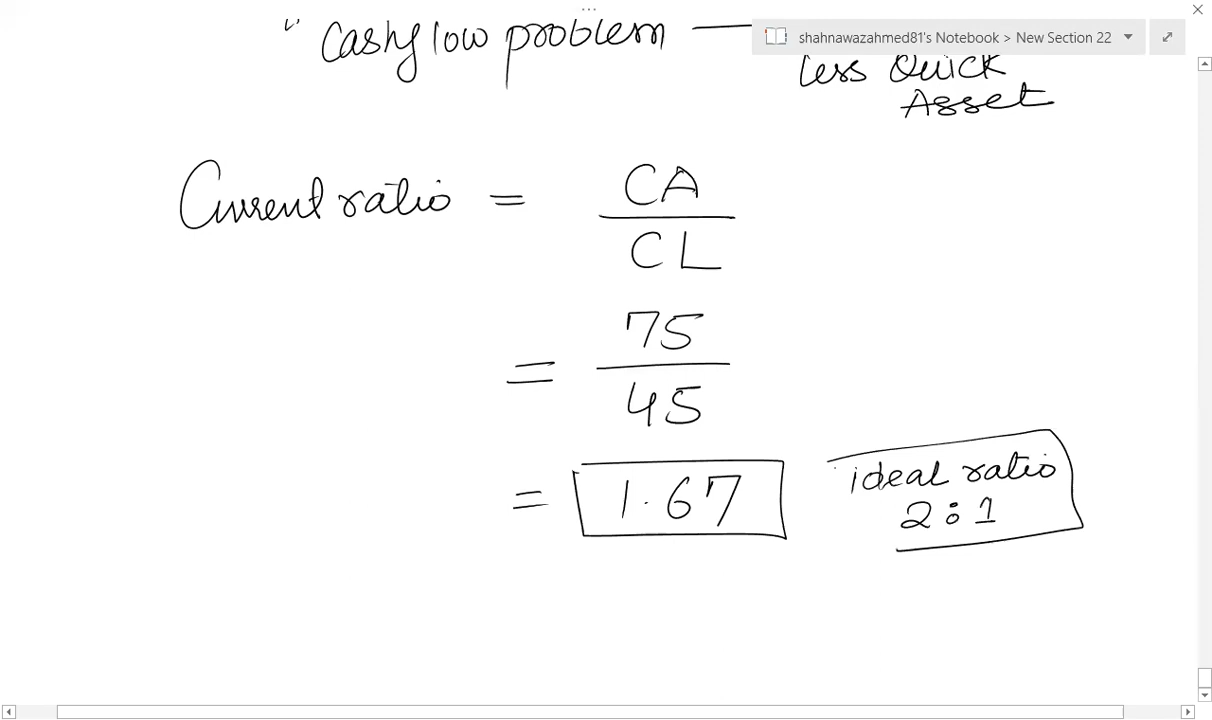 Cashflow problem —
shahnawazahmed81's Notebook > New Section 22
less Quick
Asset
Current ratio = CA
CL
= 75
45
= 1.67
ideal ratio
2:1